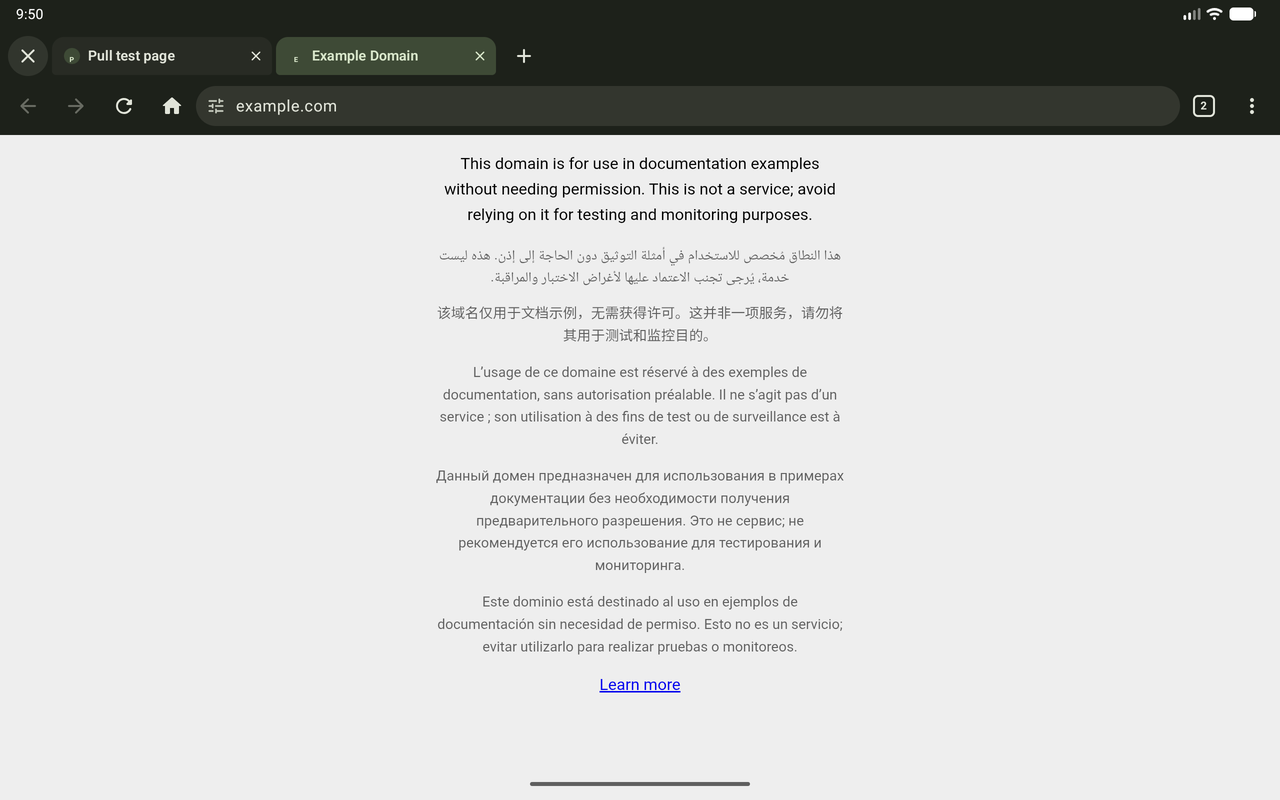 9:50
P Pull test page
E Example Domain
example.com
2
This domain is for use in documentation examples
without needing permission. This is not a service; avoid
relying on it for testing and monitoring purposes.
هذا النطاق مُخصص للاستخدام في أمثلة التوثيق دون الحاجة إلى إذن. هذه ليست
خدمة، يُرجى تجنب الاعتماد عليها لأغراض الاختبار والمراقبة.
该域名仅用于文档示例，无需获得许可。这并非一项服务，请勿将
其用于测试和监控目的。
L’usage de ce domaine est réservé à des exemples de
documentation, sans autorisation préalable. Il ne s’agit pas d’un
service ; son utilisation à des fins de test ou de surveillance est à
éviter.
Данный домен предназначен для использования в примерах
документации без необходимости получения
предварительного разрешения. Это не сервис; не
рекомендуется его использование для тестирования и
мониторинга.
Este dominio está destinado al uso en ejemplos de
documentación sin necesidad de permiso. Esto no es un servicio;
evitar utilizarlo para realizar pruebas o monitoreos.
Learn more